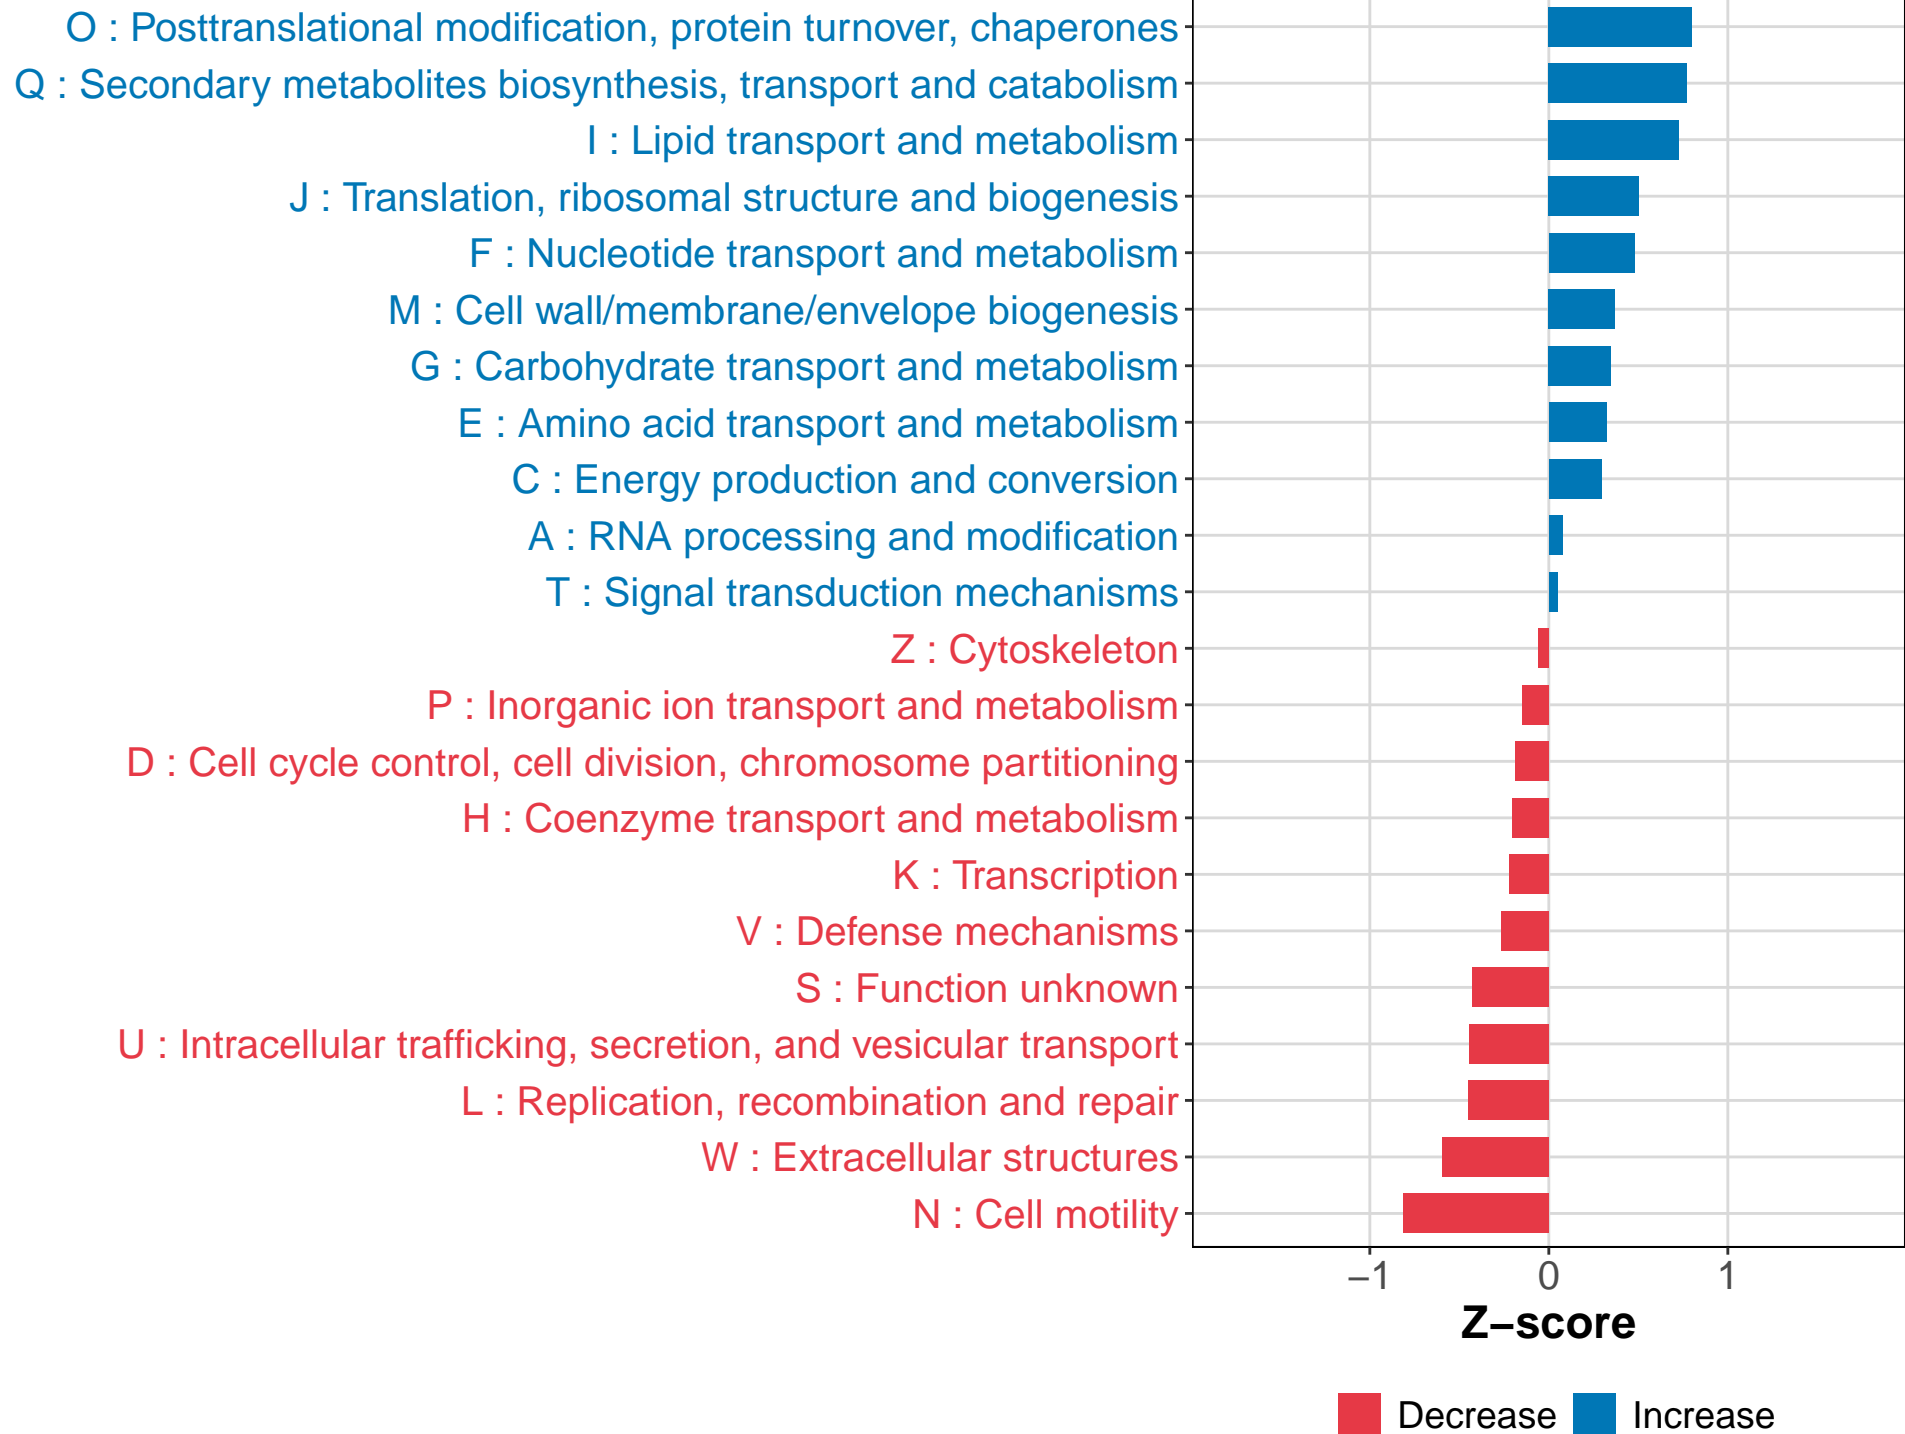 O : Posttranslational modification, protein turnover, chaperones
Q : Secondary metabolites biosynthesis, transport and catabolism
I : Lipid transport and metabolism
J : Translation, ribosomal structure and biogenesis
F : Nucleotide transport and metabolism
M : Cell wall/membrane/envelope biogenesis
G : Carbohydrate transport and metabolism
E : Amino acid transport and metabolism
C : Energy production and conversion
A : RNA processing and modification
T : Signal transduction mechanisms
Z : Cytoskeleton
P : Inorganic ion transport and metabolism
D : Cell cycle control, cell division, chromosome partitioning
H : Coenzyme transport and metabolism
K : Transcription
V : Defense mechanisms
S : Function unknown
U : Intracellular trafficking, secretion, and vesicular transport
L : Replication, recombination and repair
W : Extracellular structures
N : Cell motility
−1 0 1
Z−score
Decrease Increase